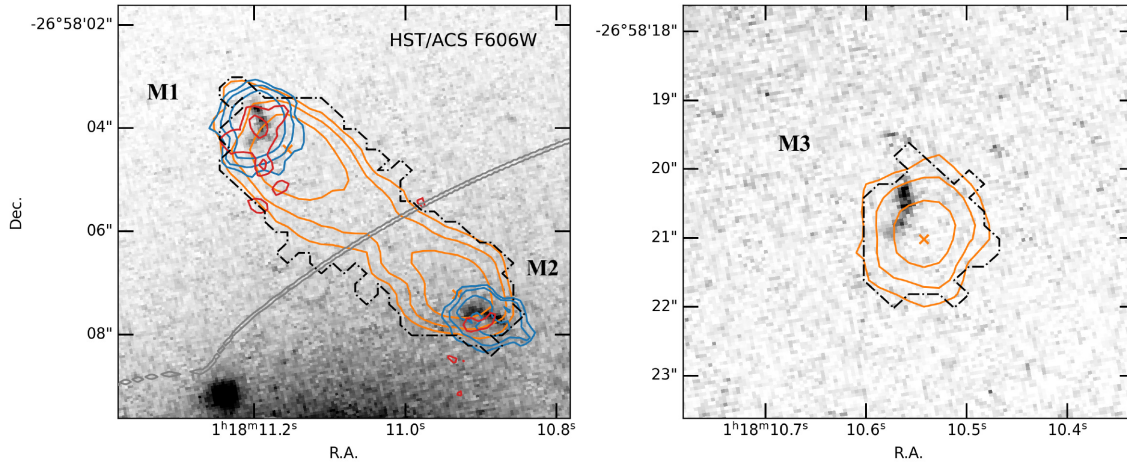 HST/ACS F606W
M1
M2
-26°58'02"
04"
06"
08"
Dec.
1ʰ18ᵐ11.2ˢ
11.0ˢ
10.8ˢ
R.A.
M3
-26°58'18"
19"
20"
21"
22"
23"
1ʰ18ᵐ10.7ˢ
10.6ˢ
10.5ˢ
10.4ˢ
R.A.